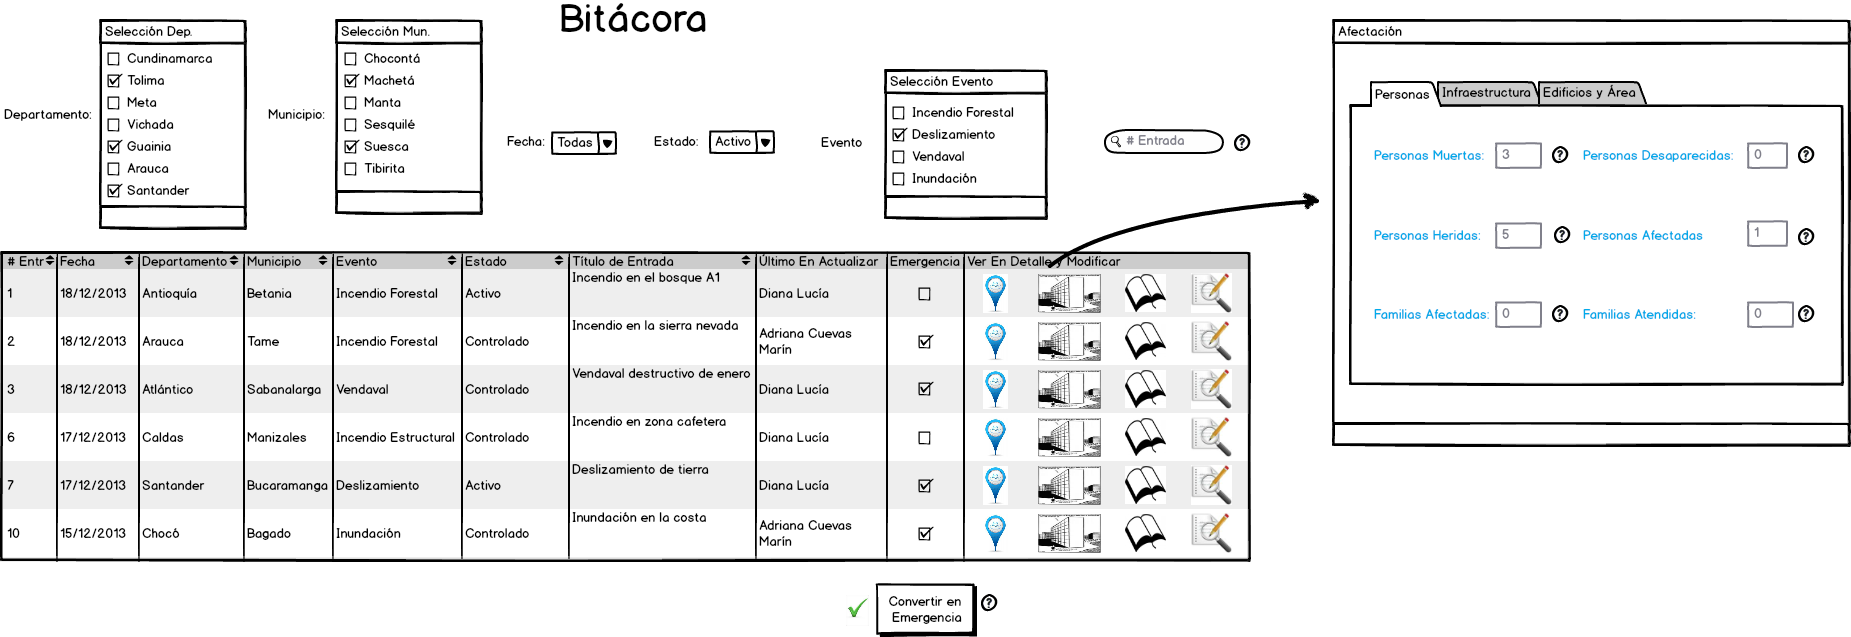 Bitácora
Selección Dep.
Cundinamarca
Tolima
Meta
Vichada
Guainia
Arauca
Santander
Departamento:
Selección Mun.
Chocontá
Machetá
Manta
Sesquilé
Suesca
Tibirita
Municipio:
Fecha: Todas
Estado: Activo
Evento
Selección Evento
Incendio Forestal
Deslizamiento
Vendaval
Inundación
# Entrada ?
# Entr Fecha Departamento Municipio Evento Estado Título de Entrada Último En Actualizar Emergencia Ver En Detalle y Modificar
1 18/12/2013 Antioquía Betania Incendio Forestal Activo Incendio en el bosque A1 Diana Lucía
2 18/12/2013 Arauca Tame Incendio Forestal Controlado Incendio en la sierra nevada Adriana Cuevas
Marín
3 18/12/2013 Atlántico Sabanalarga Vendaval Controlado Vendaval destructivo de enero Diana Lucía
6 17/12/2013 Caldas Manizales Incendio Estructural Controlado Incendio en zona cafetera Diana Lucía
7 17/12/2013 Santander Bucaramanga Deslizamiento Activo Deslizamiento de tierra Diana Lucía
10 15/12/2013 Chocó Bagado Inundación Controlado Inundación en la costa Adriana Cuevas
Marín
Convertir en
Emergencia ?
Afectación
Personas Infraestructura Edificios y Área
Personas Muertas: 3 ? Personas Desaparecidas: 0 ?
Personas Heridas: 5 ? Personas Afectadas 1 ?
Familias Afectadas: 0 ? Familias Atendidas: 0 ?